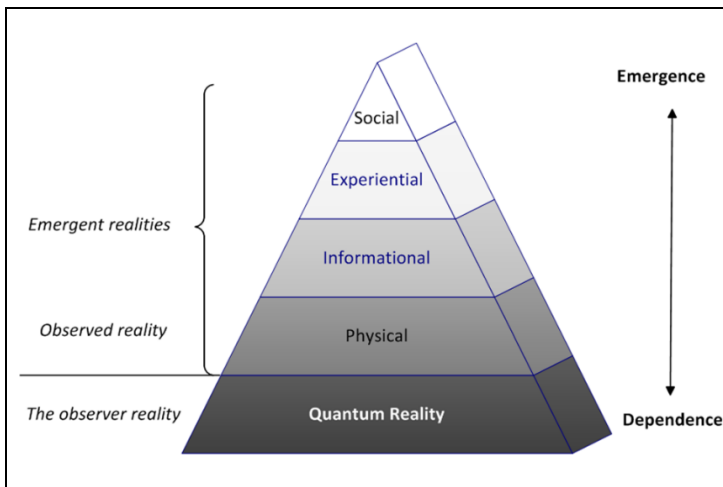 Emergence
Social
Experiential
Emergent realities
Informational
Observed reality
Physical
The observer reality
Quantum Reality
Dependence